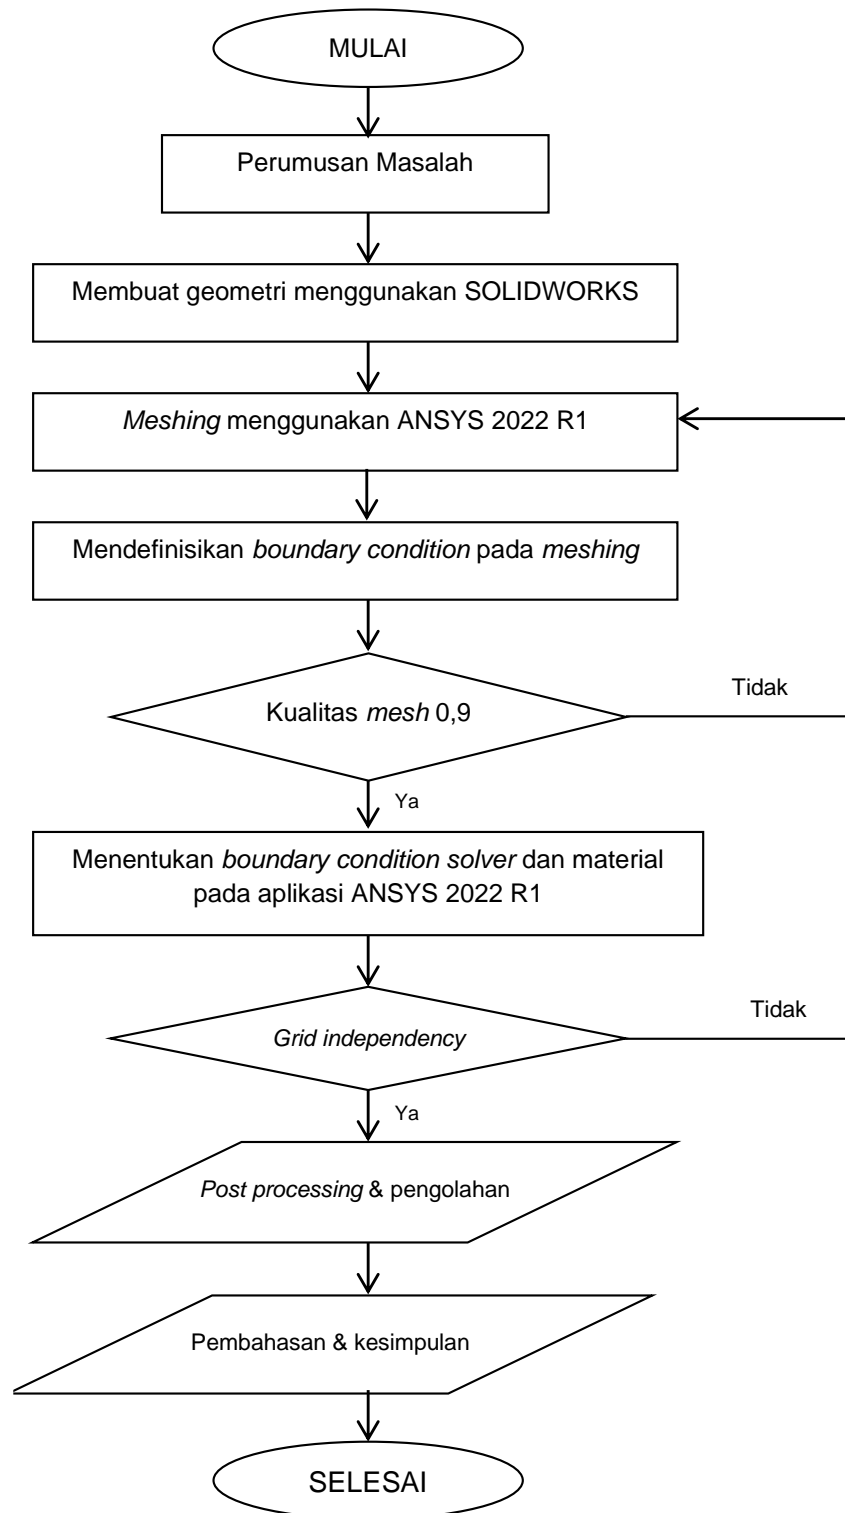 MULAI
Perumusan Masalah
Membuat geometri menggunakan SOLIDWORKS
Meshing menggunakan ANSYS 2022 R1
Mendefinisikan boundary condition pada meshing
Kualitas mesh 0,9
Tidak
Ya
Menentukan boundary condition solver dan material
pada aplikasi ANSYS 2022 R1
Grid independency
Tidak
Ya
Post processing & pengolahan
Pembahasan & kesimpulan
SELESAI